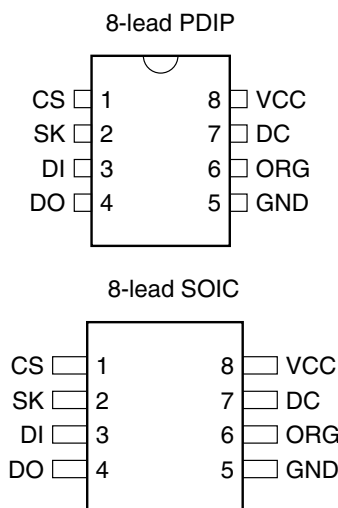 8-lead PDIP
CS 1 8 VCC
SK 2 7 DC
DI 3 6 ORG
DO 4 5 GND
8-lead SOIC
CS 1 8 VCC
SK 2 7 DC
DI 3 6 ORG
DO 4 5 GND